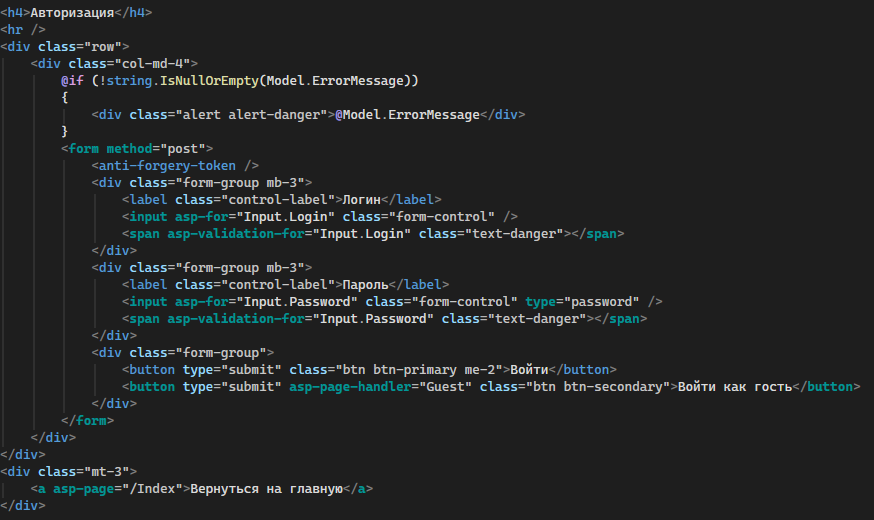 <h4>Авторизация</h4>
<hr />
<div class="row">
    <div class="col-md-4">
        @if (!string.IsNullOrEmpty(Model.ErrorMessage))
        {
            <div class="alert alert-danger">@Model.ErrorMessage</div>
        }
        <form method="post">
            <anti-forgery-token />
            <div class="form-group mb-3">
                <label class="control-label">Логин</label>
                <input asp-for="Input.Login" class="form-control" />
                <span asp-validation-for="Input.Login" class="text-danger"></span>
            </div>
            <div class="form-group mb-3">
                <label class="control-label">Пароль</label>
                <input asp-for="Input.Password" class="form-control" type="password" />
                <span asp-validation-for="Input.Password" class="text-danger"></span>
            </div>
            <div class="form-group">
                <button type="submit" class="btn btn-primary me-2">Войти</button>
                <button type="submit" asp-page-handler="Guest" class="btn btn-secondary">Войти как гость</button>
            </div>
        </form>
    </div>
</div>
<div class="mt-3">
    <a asp-page="/Index">Вернуться на главную</a>
</div>